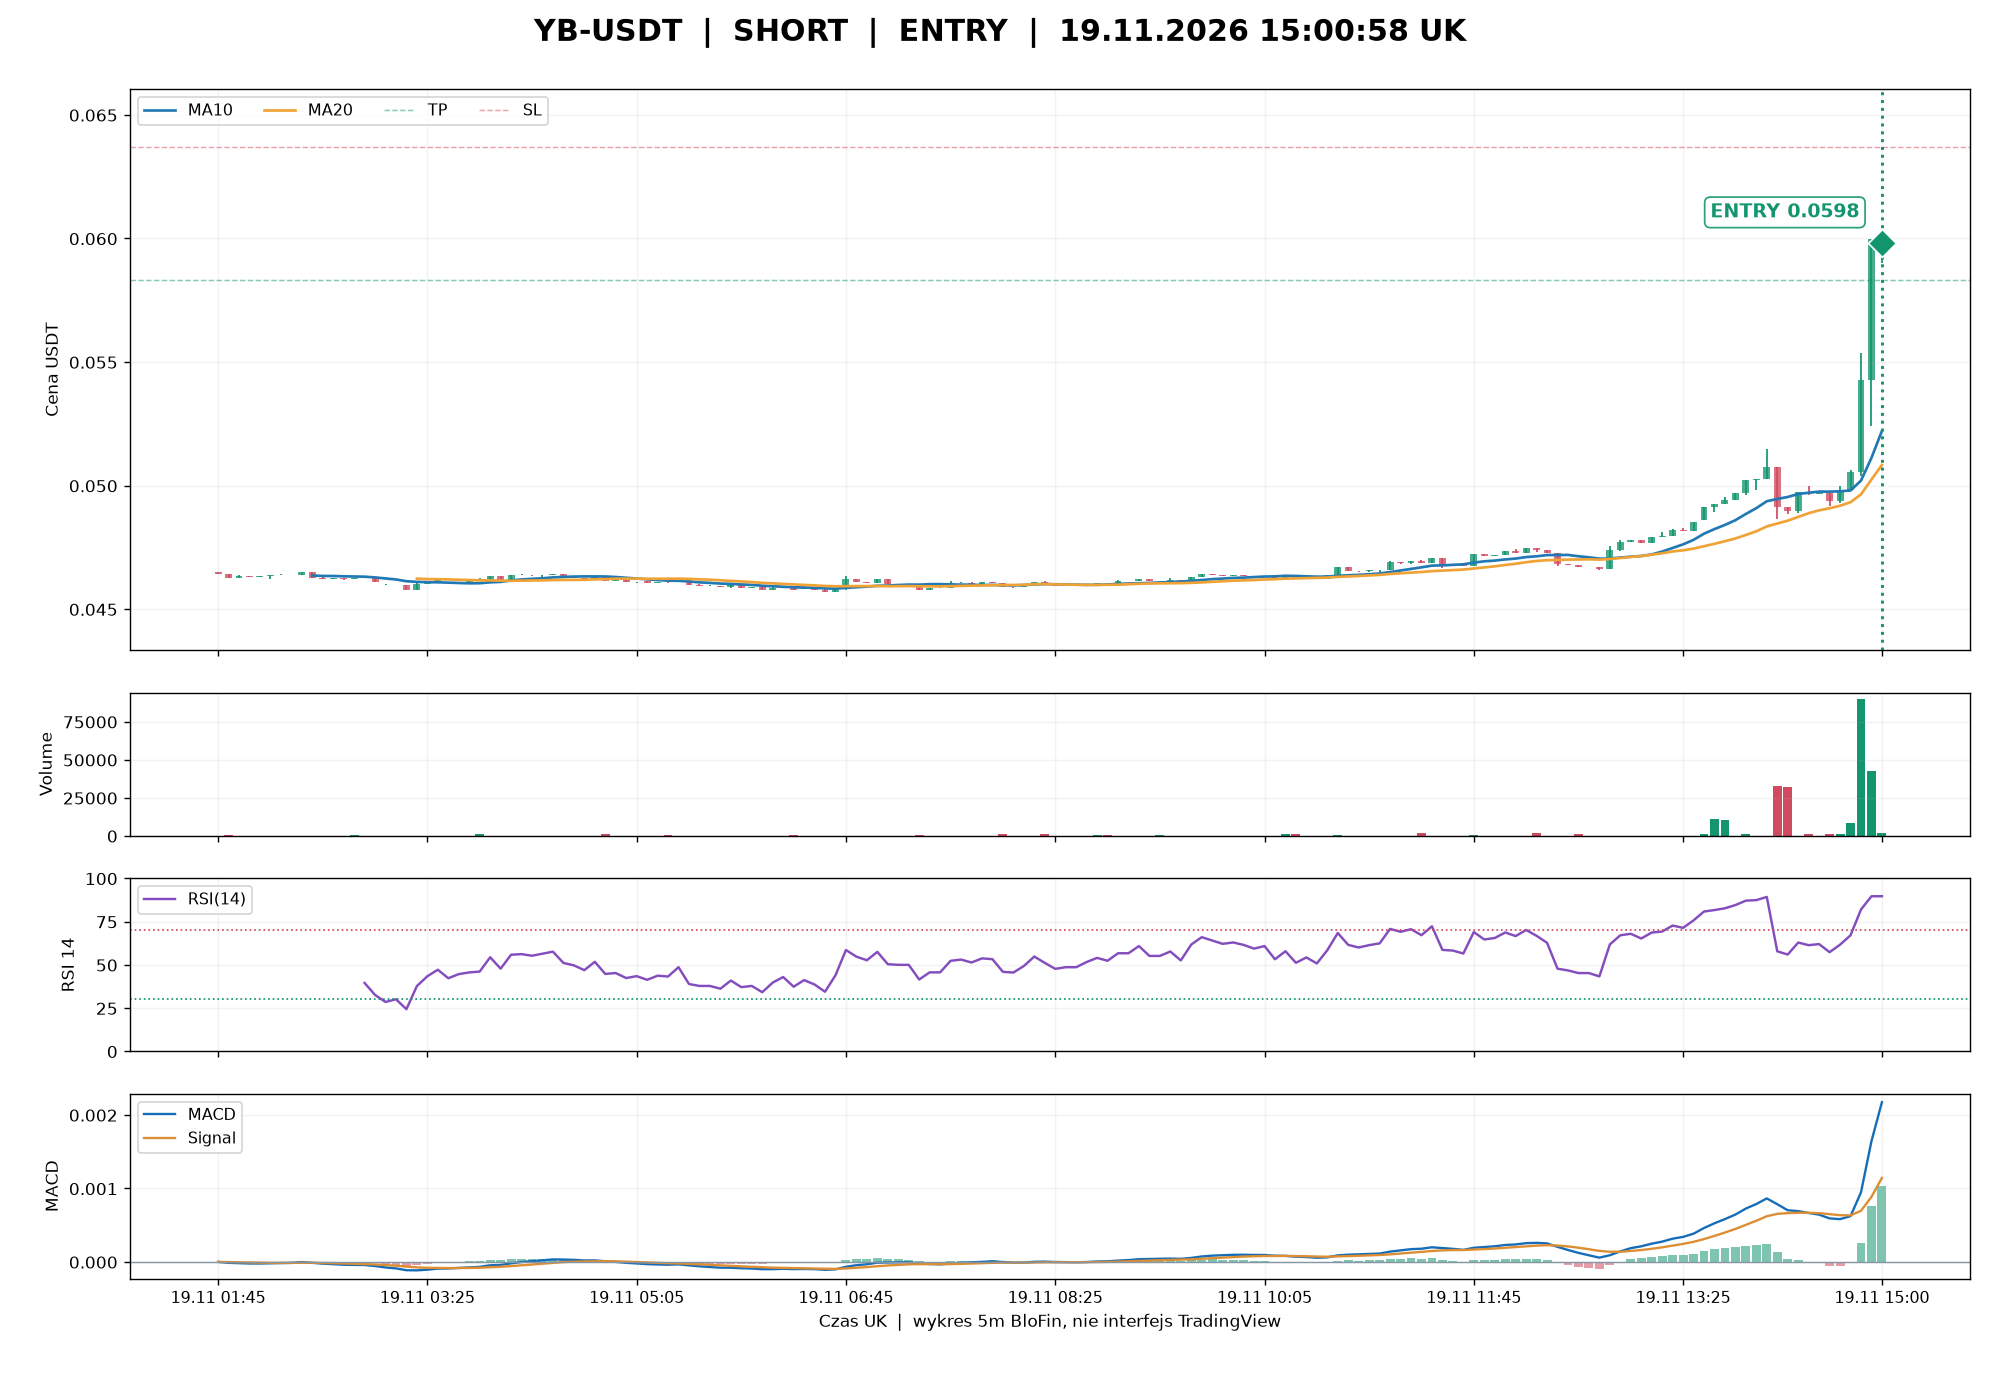 YB-USDT | SHORT | ENTRY | 19.11.2026 15:00:58 UK
MA10 MA20 TP SL
0.065
0.060
0.055
0.050
0.045
Cena USDT
ENTRY 0.0598
75000
50000
25000
0
Volume
RSI(14)
100
75
50
25
0
RSI 14
MACD
Signal
0.002
0.001
0.000
MACD
19.11 01:45 19.11 03:25 19.11 05:05 19.11 06:45 19.11 08:25 19.11 10:05 19.11 11:45 19.11 13:25 19.11 15:00
Czas UK | wykres 5m BloFin, nie interfejs TradingView